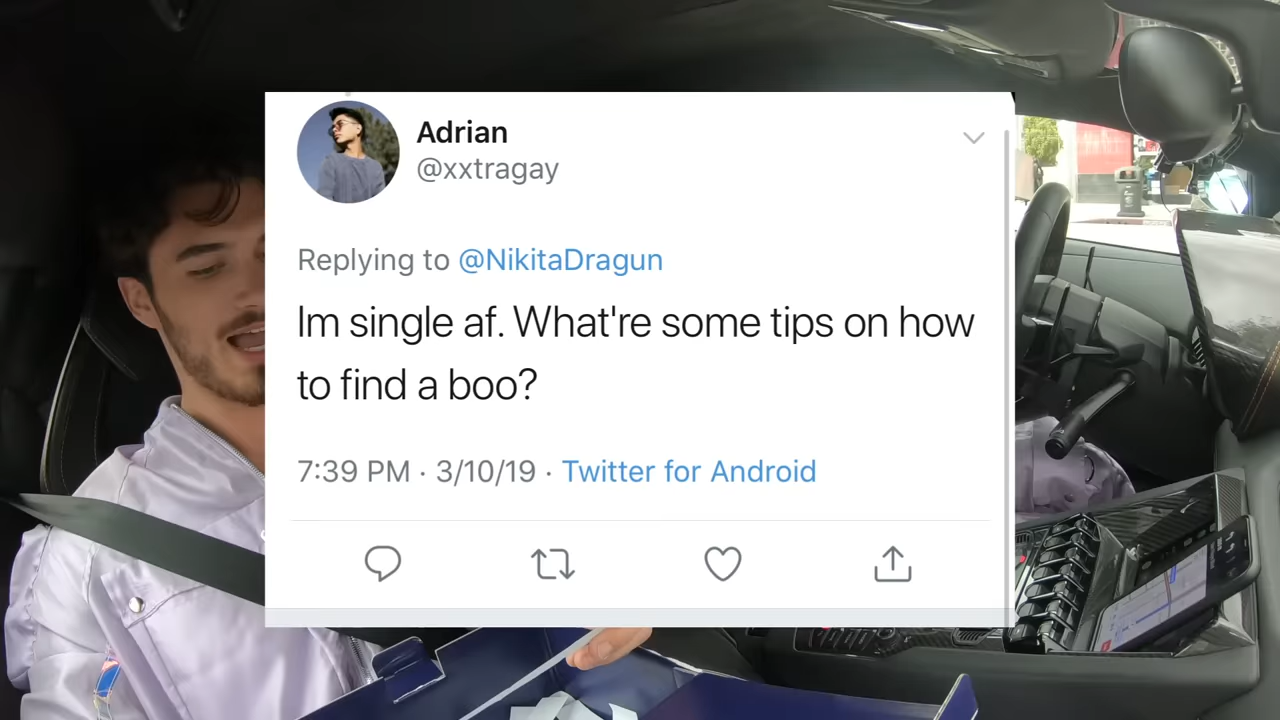 Adrian
@xxtragay
Replying to @NikitaDragun
Im single af. What're some tips on how
to find a boo?
7:39 PM · 3/10/19 · Twitter for Android